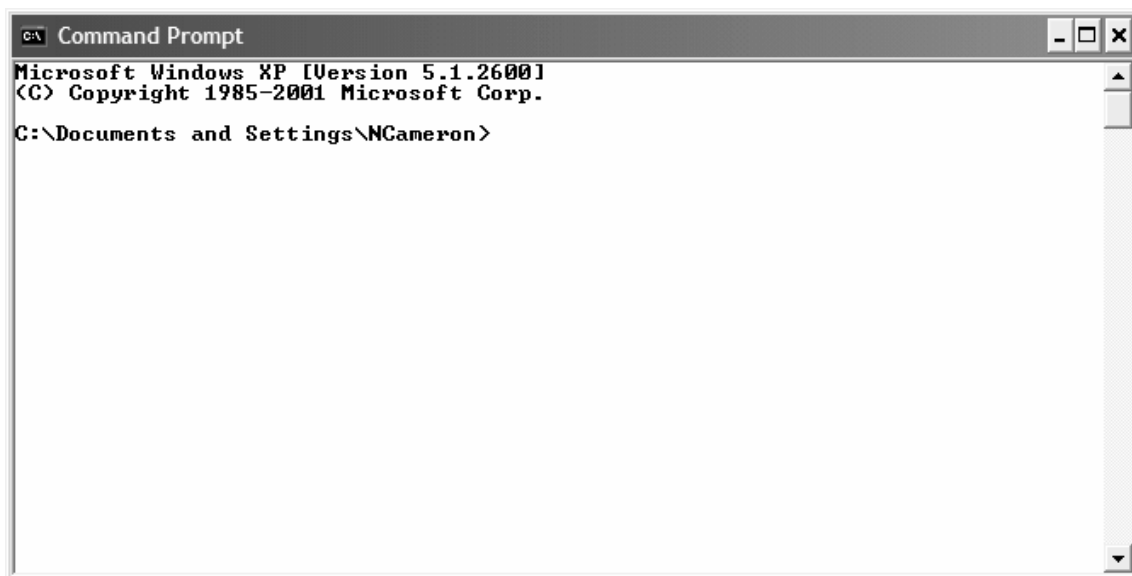 Command Prompt
Microsoft Windows XP [Version 5.1.2600]
(C) Copyright 1985-2001 Microsoft Corp.
C:\Documents and Settings\NCameron>